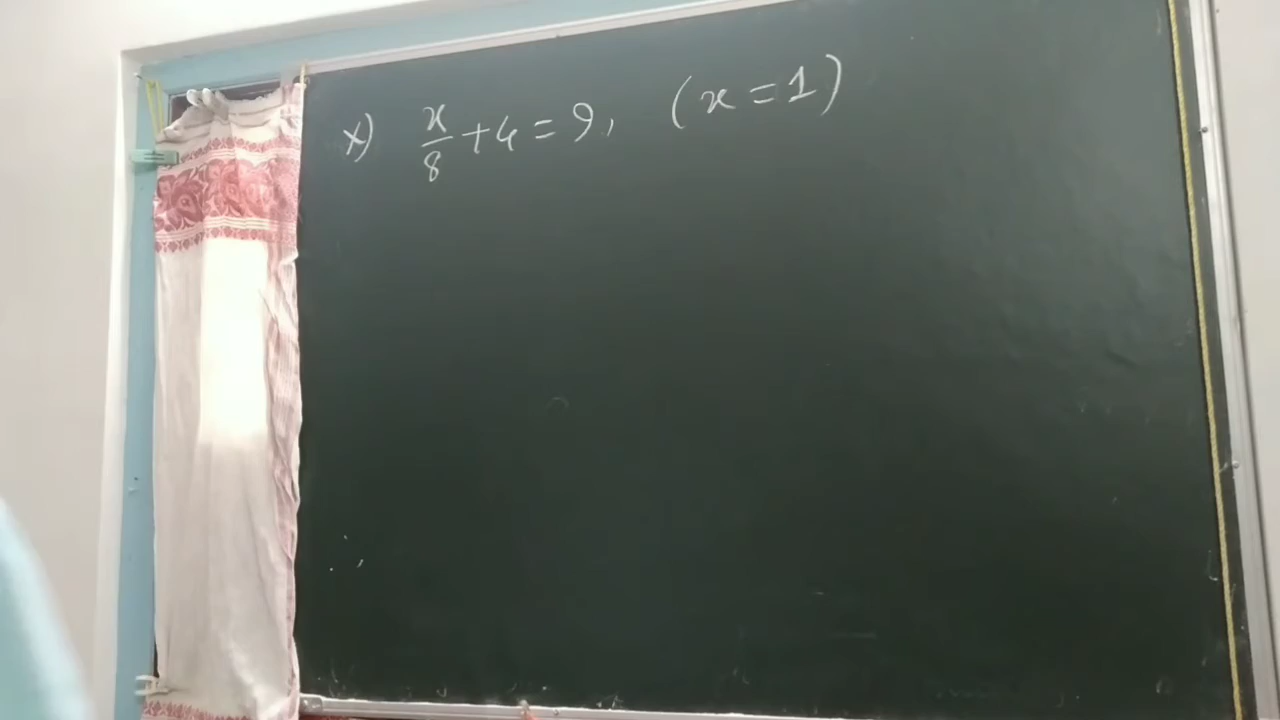 x) x/8 + 4 = 9, (x = 1)